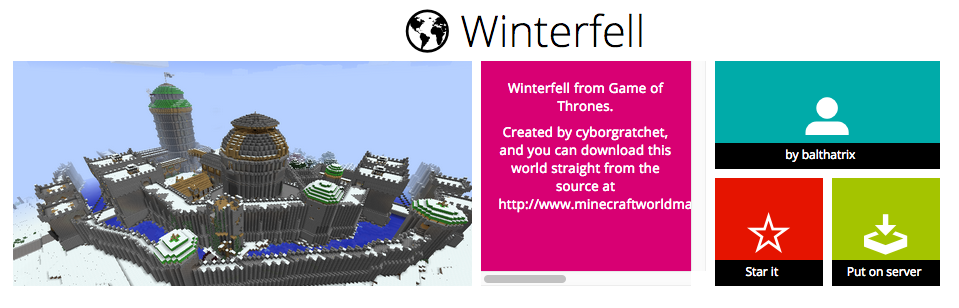 Winterfell
Winterfell from Game of
Thrones.
Created by cyborgratchet,
and you can download this
world straight from the
source at
http://www.minecraftworldma
by balthatrix
Star it
Put on server